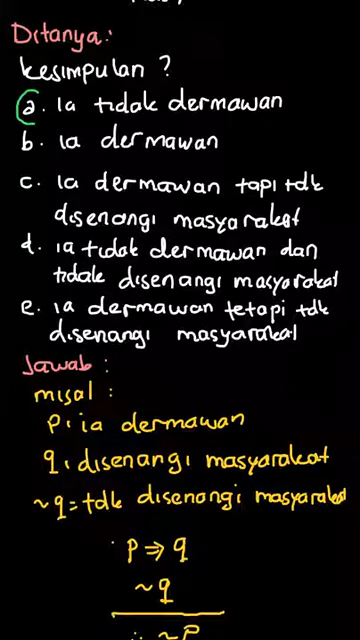 Ditanya:
kesimpulan ?
a. ia tidak dermawan
b. ia dermawan
c. ia dermawan tapi tdk
disenangi masyarakat
d. ia tidak dermawan dan
tidak disenangi masyarakat
e. ia dermawan tetapi tdk
disenangi masyarakat
Jawab :
misal :
p: ia dermawan
q: disenangi masyarakat
~q = tdk disenangi masyarakat
p ⇒ q
~q
∴ ~p